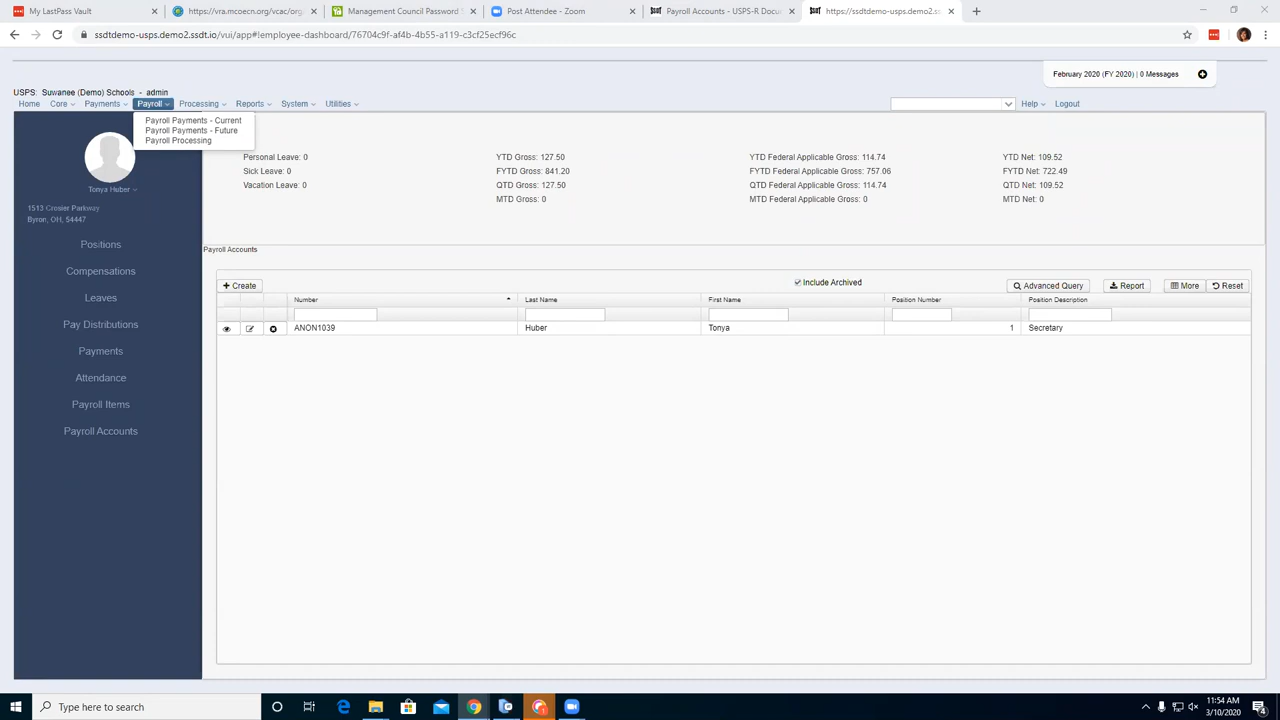 My LastPass Vault
https://vra.mcoecn.org/vcac/org
Management Council Password
Post Attendee - Zoom
Payroll Accounts - USPS-R Docu
https://ssdtdemo-usps.demo2.ssd
ssdtdemo-usps.demo2.ssdt.io/vui/app#employee-dashboard/76704c9f-af4b-4b55-a119-c3cf25ecf96c
February 2020 (FY 2020) | 0 Messages
USPS: Suwanee (Demo) Schools - admin
Home Core Payments Payroll Processing Reports System Utilities Help Logout
Payroll Payments - Current
Payroll Payments - Future
Payroll Processing
Personal Leave: 0 YTD Gross: 127.50 YTD Federal Applicable Gross: 114.74 YTD Net: 109.52
Sick Leave: 0 FYTD Gross: 841.20 FYTD Federal Applicable Gross: 757.06 FYTD Net: 722.49
Vacation Leave: 0 QTD Gross: 127.50 QTD Federal Applicable Gross: 114.74 QTD Net: 109.52
MTD Gross: 0 MTD Federal Applicable Gross: 0 MTD Net: 0
Tonya Huber
1513 Crosier Parkway
Byron, OH, 54447
Positions
Compensations
Leaves
Pay Distributions
Payments
Attendance
Payroll Items
Payroll Accounts
Payroll Accounts
Create Include Archived Advanced Query Report More Reset
Number Last Name First Name Position Number Position Description
ANON1039 Huber Tonya 1 Secretary
Type here to search
11:54 AM
3/10/2020
4